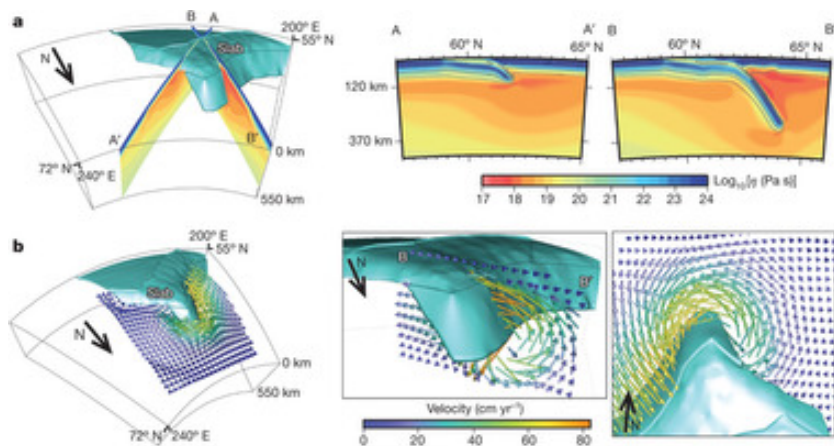 a
B A
200° E
55° N
Slab
N
A'
B'
0 km
72° N
240° E
550 km
A
A'
B
B
60° N
65° N
60° N
65° N
120 km
370 km
Log₁₀[η (Pa s)]
17 18 19 20 21 22 23 24
b
200° E
55° N
Slab
N
0 km
550 km
72° N
240° E
N
B
B'
Velocity (cm yr⁻¹)
0 20 40 60 80
N